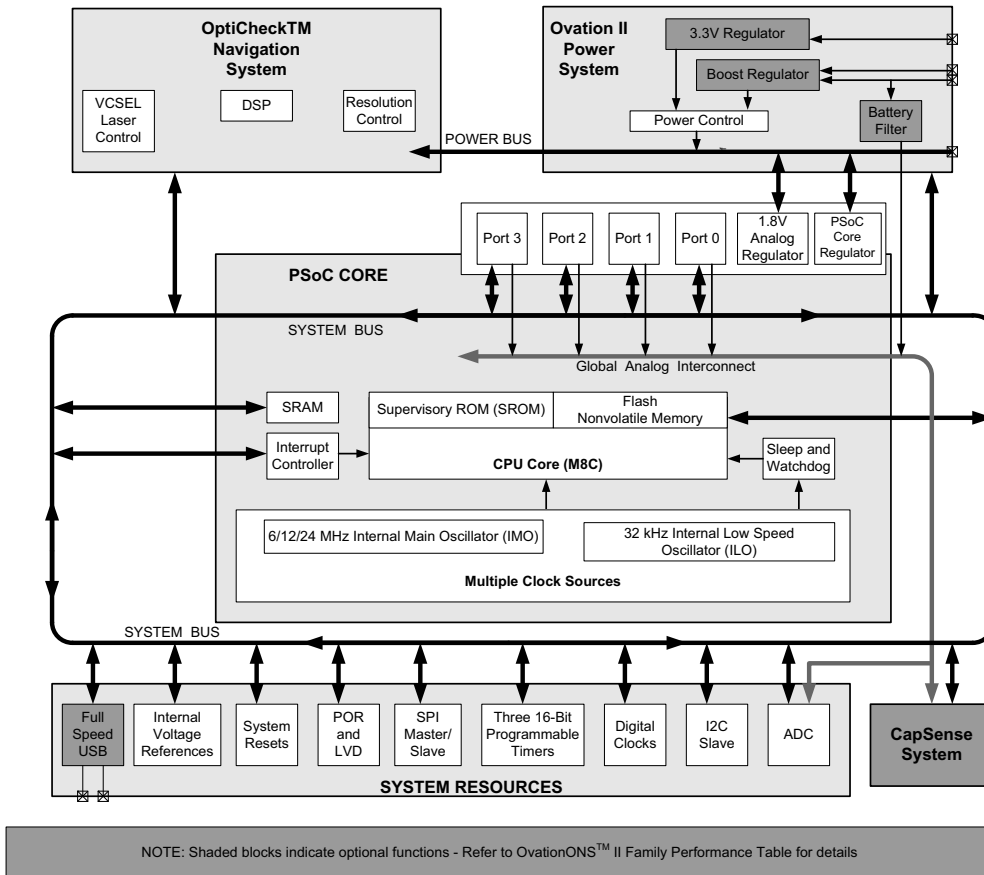 OptiCheckTM
Navigation
System
VCSEL
Laser
Control
DSP
Resolution
Control
Ovation II
Power
System
3.3V Regulator
Boost Regulator
Power Control
Battery
Filter
POWER BUS
Port 3
Port 2
Port 1
Port 0
1.8V
Analog
Regulator
PSoC
Core
Regulator
PSoC CORE
SYSTEM BUS
Global Analog Interconnect
SRAM
Supervisory ROM (SROM)
Flash
Nonvolatile Memory
Interrupt
Controller
CPU Core (M8C)
Sleep and
Watchdog
6/12/24 MHz Internal Main Oscillator (IMO)
32 kHz Internal Low Speed
Oscillator (ILO)
Multiple Clock Sources
SYSTEM BUS
Full
Speed
USB
Internal
Voltage
References
System
Resets
POR
and
LVD
SPI
Master/
Slave
Three 16-Bit
Programmable
Timers
Digital
Clocks
I2C
Slave
ADC
CapSense
System
SYSTEM RESOURCES
NOTE: Shaded blocks indicate optional functions - Refer to OvationONS™ II Family Performance Table for details